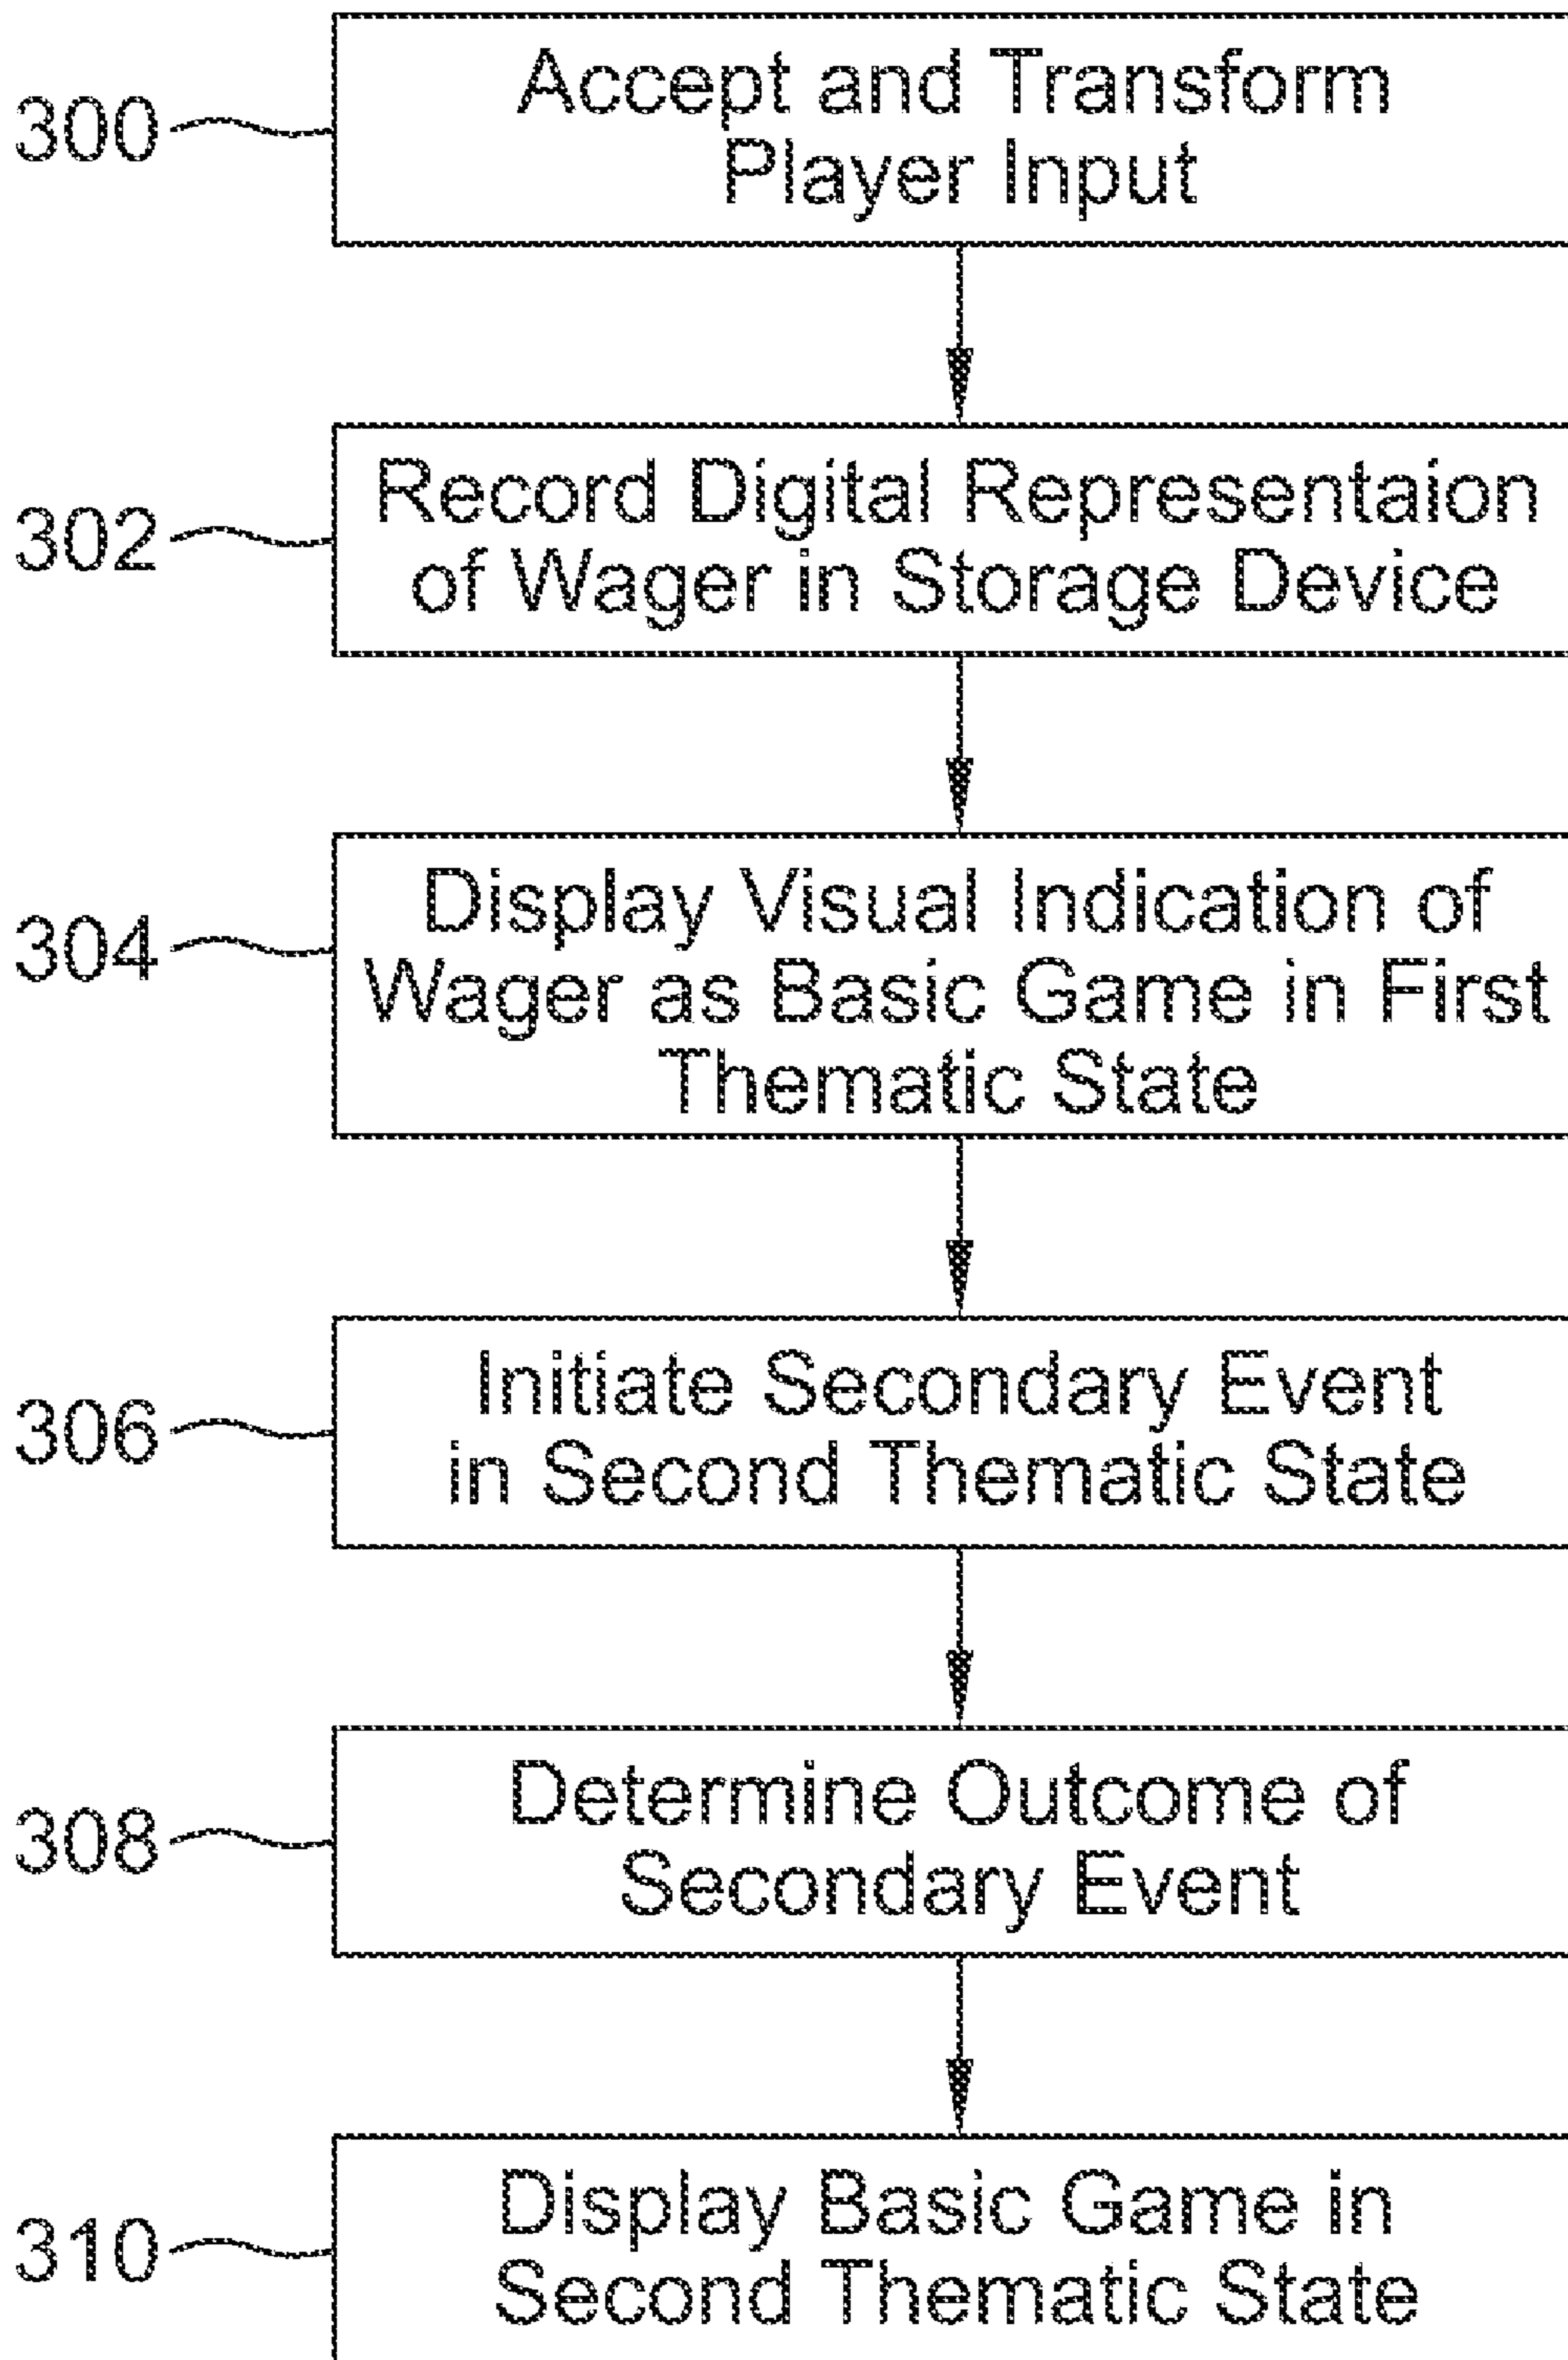 300
Accept and Transform
Player Input
302
Record Digital Representaion
of Wager in Storage Device
304
Display Visual Indication of
Wager as Basic Game in First
Thematic State
306
Initiate Secondary Event
in Second Thematic State
308
Determine Outcome of
Secondary Event
310
Display Basic Game in
Second Thematic State